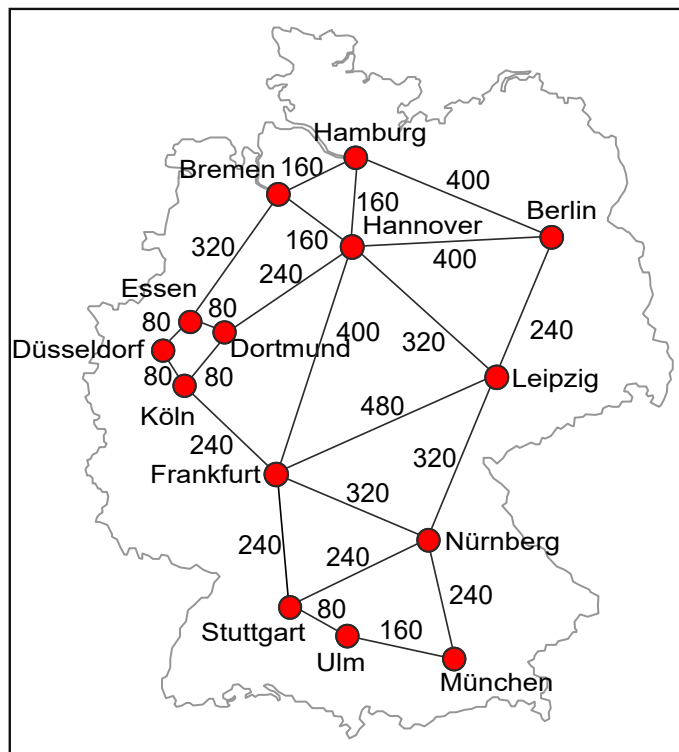 Hamburg
Bremen
160
400
160
Hannover
Berlin
160
400
320
240
Essen
80
80
400
320
240
Düsseldorf
Dortmund
80
80
Leipzig
Köln
480
240
320
Frankfurt
320
240
240
Nürnberg
240
80
160
Stuttgart
Ulm
München